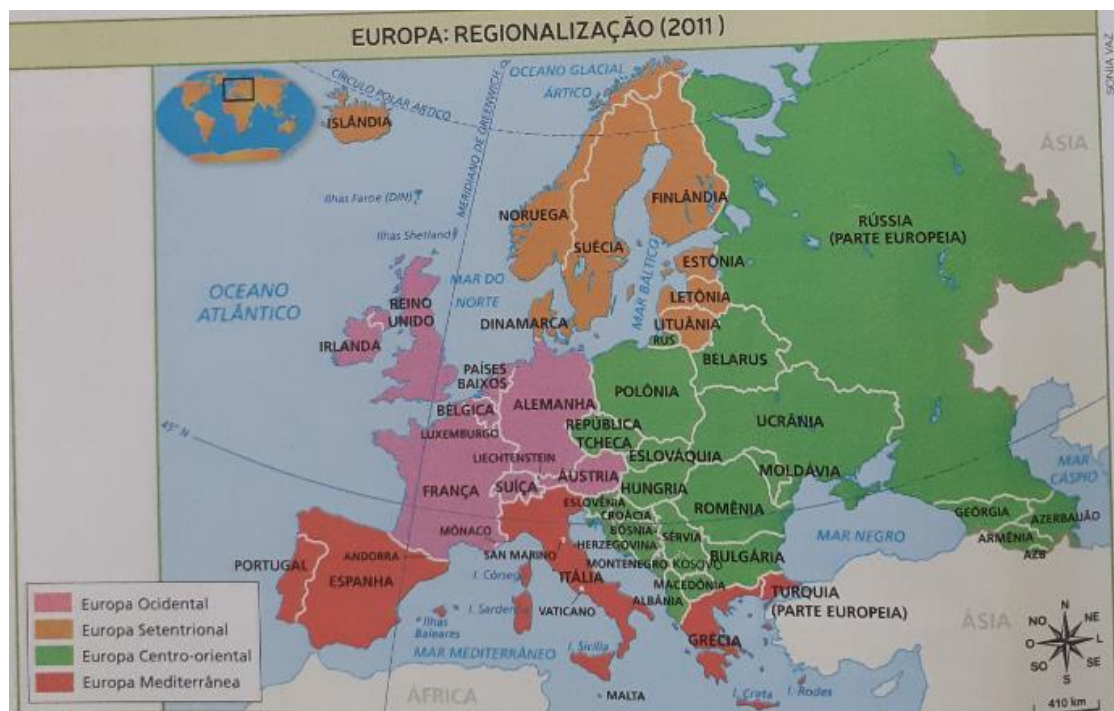 EUROPA: REGIONALIZAÇÃO (2011)
SONIA VAZ
OCEANO GLACIAL
ÁRTICO
CÍRCULO POLAR ÁRTICO
MERIDIANO DE GREENWICH 0°
ISLÂNDIA
ÁSIA
Ilhas Faroe (DIN)
FINLÂNDIA
NORUEGA
RÚSSIA
(PARTE EUROPEIA)
Ilhas Shetland
SUÉCIA
ESTÔNIA
MAR DO
NORTE
MAR BÁLTICO
OCEANO
ATLÂNTICO
REINO
UNIDO
LETÔNIA
DINAMARCA
LITUÂNIA
RÚS
IRLANDA
BELARUS
PAÍSES
BAIXOS
POLÔNIA
ALEMANHA
BÉLGICA
UCRÂNIA
45° N
LUXEMBURGO
REPÚBLICA
TCHECA
ESLOVÁQUIA
LIECHTENSTEIN
MOLDÁVIA
MAR
CÁSPIO
ÁUSTRIA
SUÍÇA
HUNGRIA
FRANÇA
ESLOVÊNIA
ROMÊNIA
CROÁCIA
GEÓRGIA
AZERBAIJÃO
MÔNACO
BÓSNIA-
HERZEGOVINA
SÉRVIA
MAR NEGRO
ARMÊNIA
AZB
SAN MARINO
ANDORRA
BULGÁRIA
PORTUGAL
ESPANHA
MONTENEGRO
KOSOVO
I. Córsega
ITÁLIA
MACEDÔNIA
TURQUIA
(PARTE EUROPEIA)
ALBÂNIA
I. Sardenha
VATICANO
Ilhas
Baleares
GRÉCIA
ÁSIA
I. Sicília
MAR MEDITERRÂNEO
ÁFRICA
MALTA
I. Creta
I. Rodes
Europa Ocidental
Europa Setentrional
Europa Centro-oriental
Europa Mediterrânea
N
NO
NE
O
L
SO
SE
S
410 km